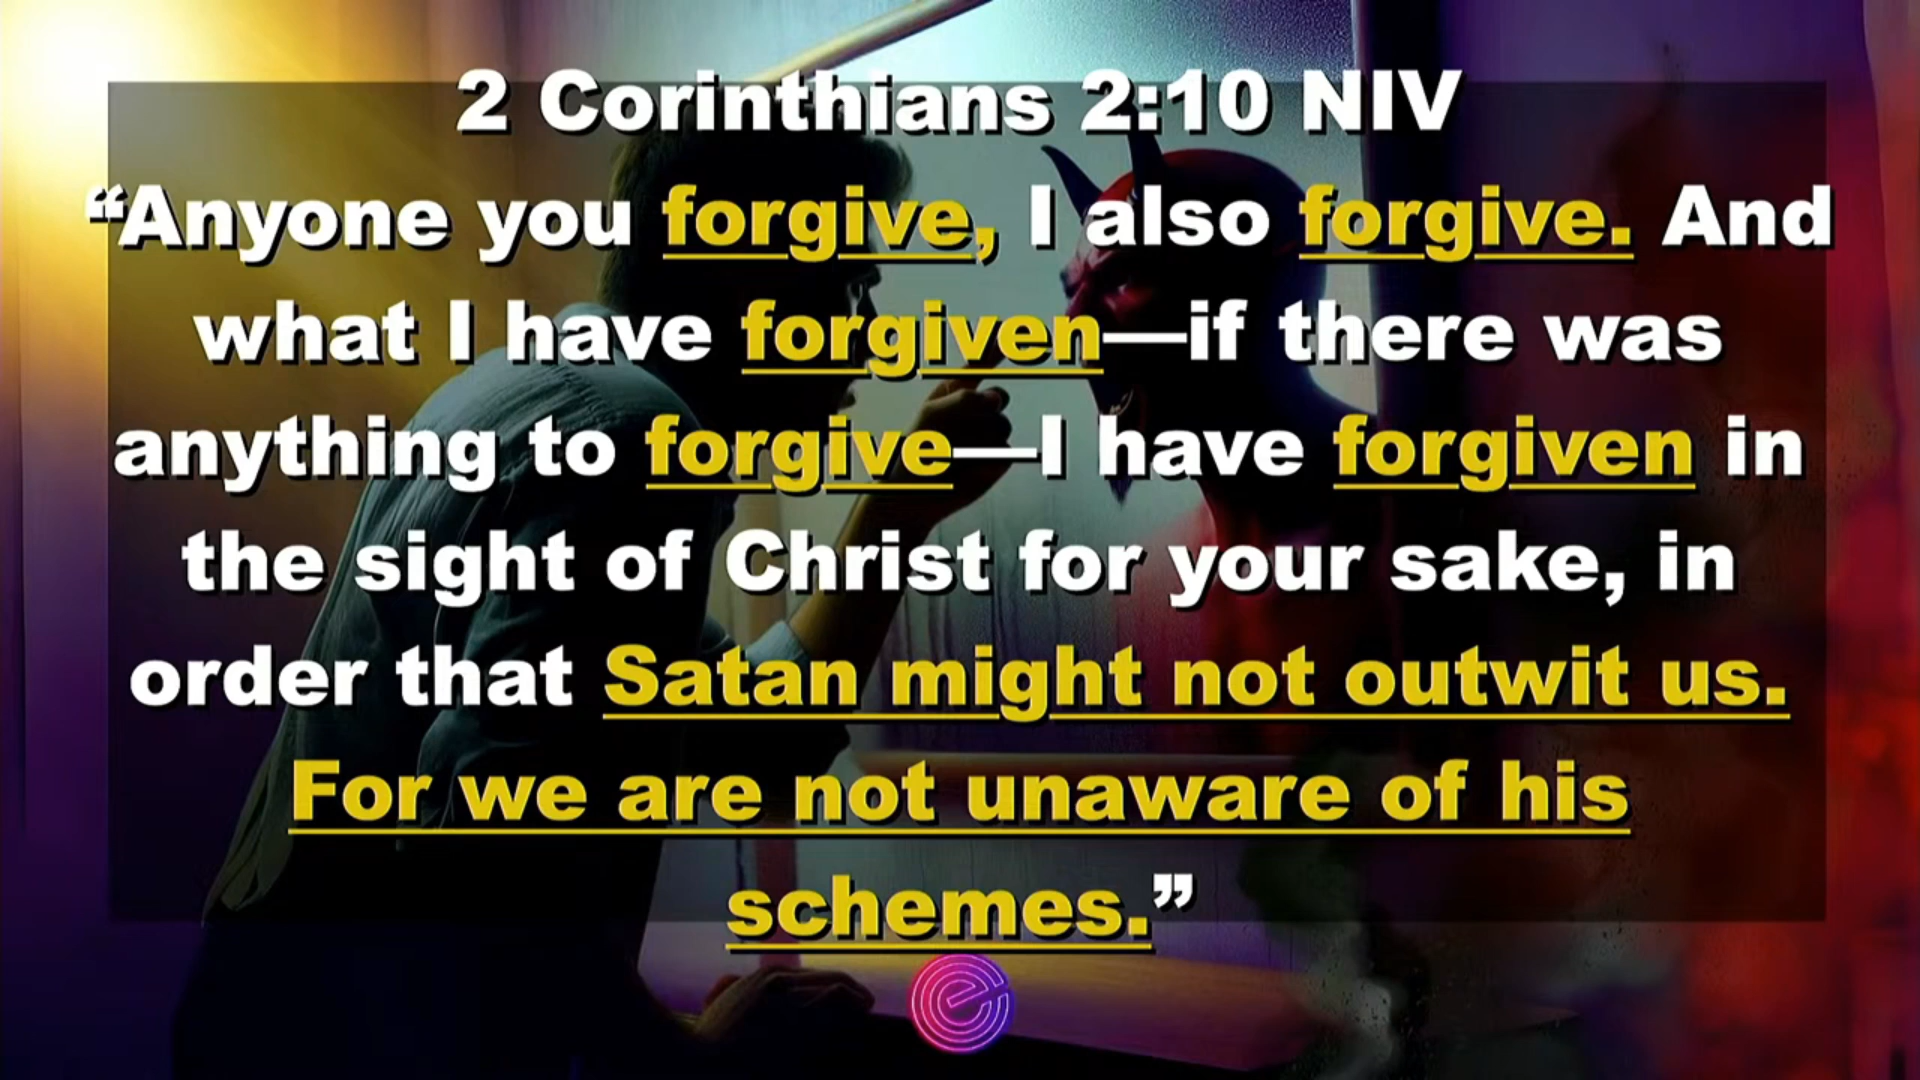 2 Corinthians 2:10 NIV
“Anyone you forgive, I also forgive. And
what I have forgiven—if there was
anything to forgive—I have forgiven in
the sight of Christ for your sake, in
order that Satan might not outwit us.
For we are not unaware of his
schemes.”
e